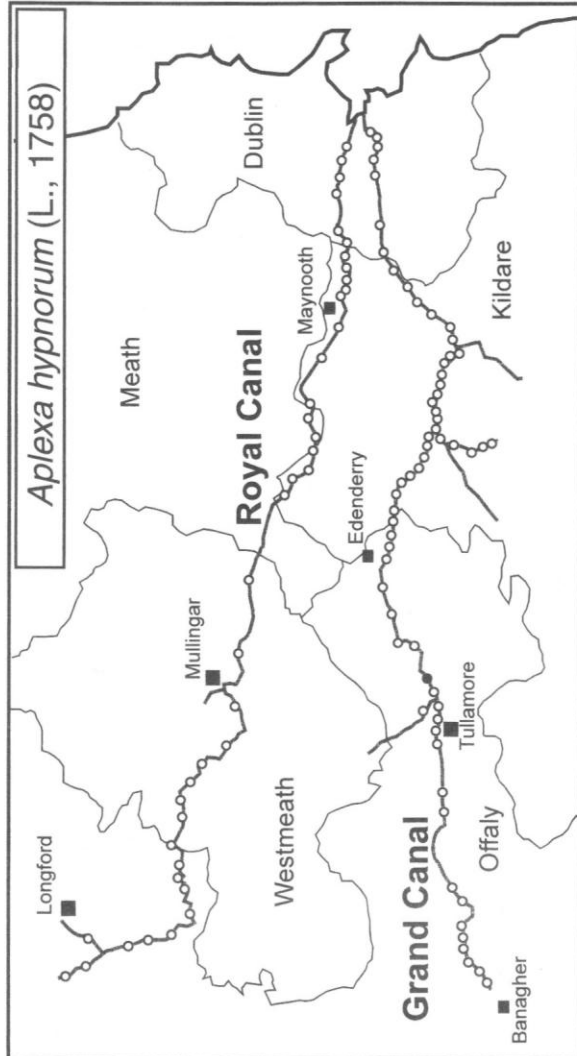 Aplexa hypnorum (L., 1758)
Longford
Meath
Dublin
Mullingar
Royal Canal
Maynooth
Westmeath
Edenderry
Kildare
Grand Canal
Tullamore
Offaly
Banagher